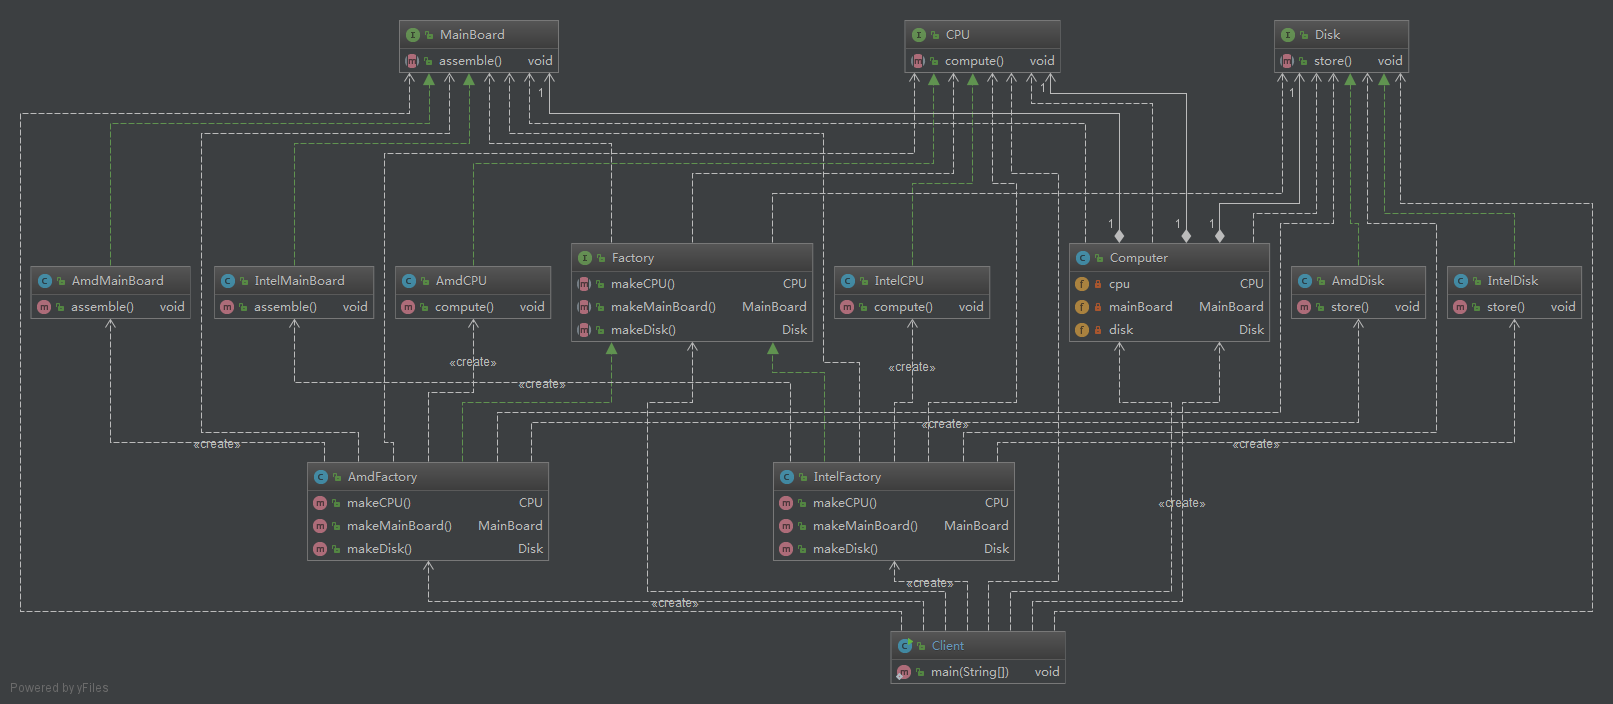 MainBoard
assemble() void
CPU
compute() void
Disk
store() void
1
1
1
1
1
1
AmdMainBoard
assemble() void
IntelMainBoard
assemble() void
AmdCPU
compute() void
Factory
makeCPU() CPU
makeMainBoard() MainBoard
makeDisk() Disk
IntelCPU
compute() void
Computer
cpu CPU
mainBoard MainBoard
disk Disk
AmdDisk
store() void
IntelDisk
store() void
«create»
«create»
«create»
«create»
«create»
«create»
AmdFactory
makeCPU() CPU
makeMainBoard() MainBoard
makeDisk() Disk
IntelFactory
makeCPU() CPU
makeMainBoard() MainBoard
makeDisk() Disk
«create»
«create»
«create»
Client
main(String[]) void
Powered by yFiles